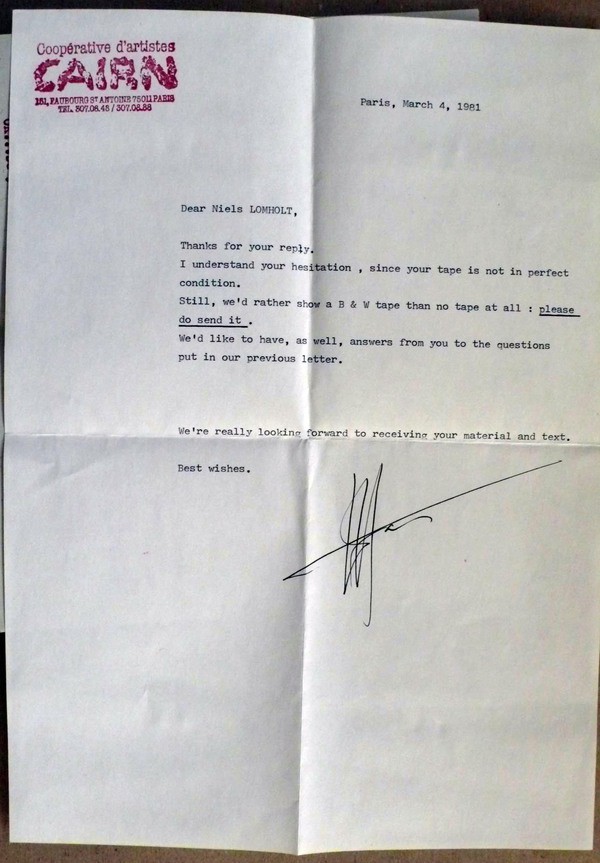 Coopérative d'artistes
CAIRN
151, FAUBOURG ST ANTOINE 75011 PARIS
TEL. 307.08.48 / 307.08.88
Paris, March 4, 1981
Dear Niels LOMHOLT,
Thanks for your reply.
I understand your hesitation , since your tape is not in perfect
condition.
Still, we'd rather show a B & W tape than no tape at all : please
do send it .
We'd like to have, as well, answers from you to the questions
put in our previous letter.
We're really looking forward to receiving your material and text.
Best wishes.